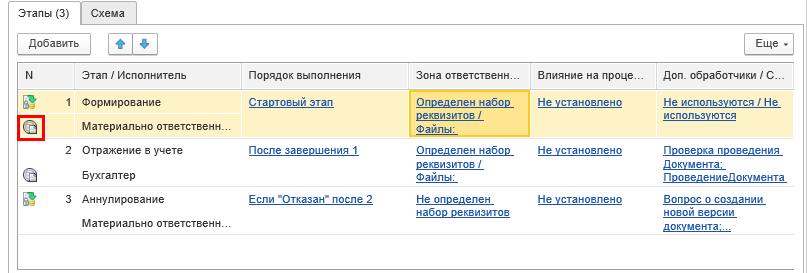 Этапы (3) Схема
Добавить Еще
N Этап / Исполнитель Порядок выполнения Зона ответственн... Влияние на проце... Доп. обработчики / С...
1 Формирование Стартовый этап Определен набор Не установлено Не используются / Не
реквизитов / используются
Материально ответственн... Файлы:
2 Отражение в учете После завершения 1 Определен набор Не установлено Проверка проведения
реквизитов / Документа;
Бухгалтер Файлы: ПроведениеДокумента
3 Аннулирование Если "Отказан" после 2 Не определен Не установлено Вопрос о создании
набор реквизитов новой версии
Материально ответственн... документа;...